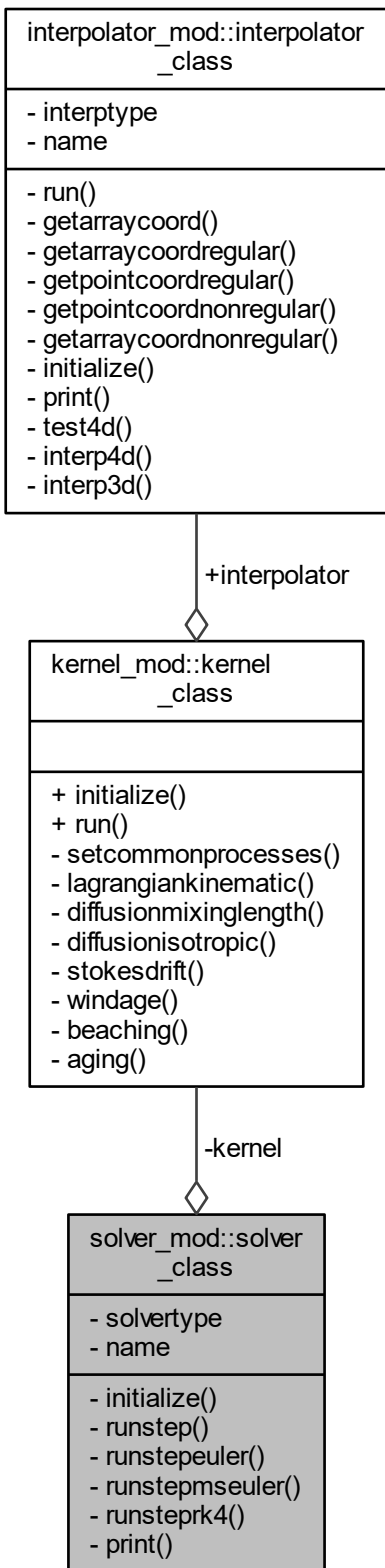 interpolator_mod::interpolator
_class
- interptype
- name
- run()
- getarraycoord()
- getarraycoordregular()
- getpointcoordregular()
- getpointcoordnonregular()
- getarraycoordnonregular()
- initialize()
- print()
- test4d()
- interp4d()
- interp3d()
+interpolator
kernel_mod::kernel
_class
+ initialize()
+ run()
- setcommonprocesses()
- lagrangiankinematic()
- diffusionmixinglength()
- diffusionisotropic()
- stokesdrift()
- windage()
- beaching()
- aging()
-kernel
solver_mod::solver
_class
- solvertype
- name
- initialize()
- runstep()
- runstepeuler()
- runstepmseuler()
- runsteprk4()
- print()